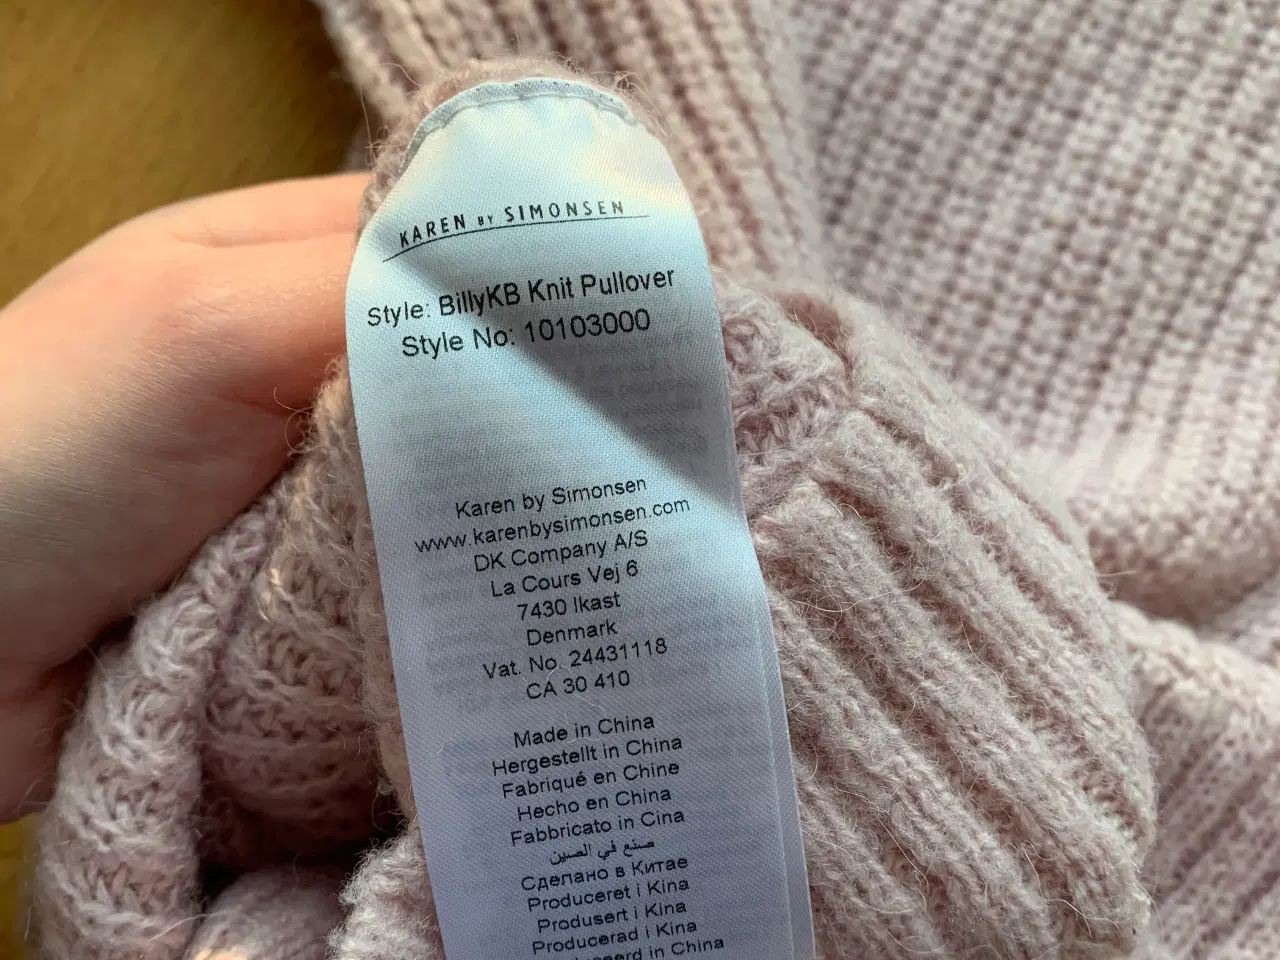 KAREN BY SIMONSEN
Style: BillyKB Knit Pullover
Style No: 10103000
Karen by Simonsen
www.karenbysimonsen.com
DK Company A/S
La Cours Vej 6
7430 Ikast
Denmark
Vat. No. 24431118
CA 30 410
Made in China
Hergestellt in China
Fabriqué en Chine
Hecho en China
Fabbricato in Cina
صنع في الصين
Сделано в Китае
Produceret i Kina
Produsert i Kina
Producerad i Kina
in China